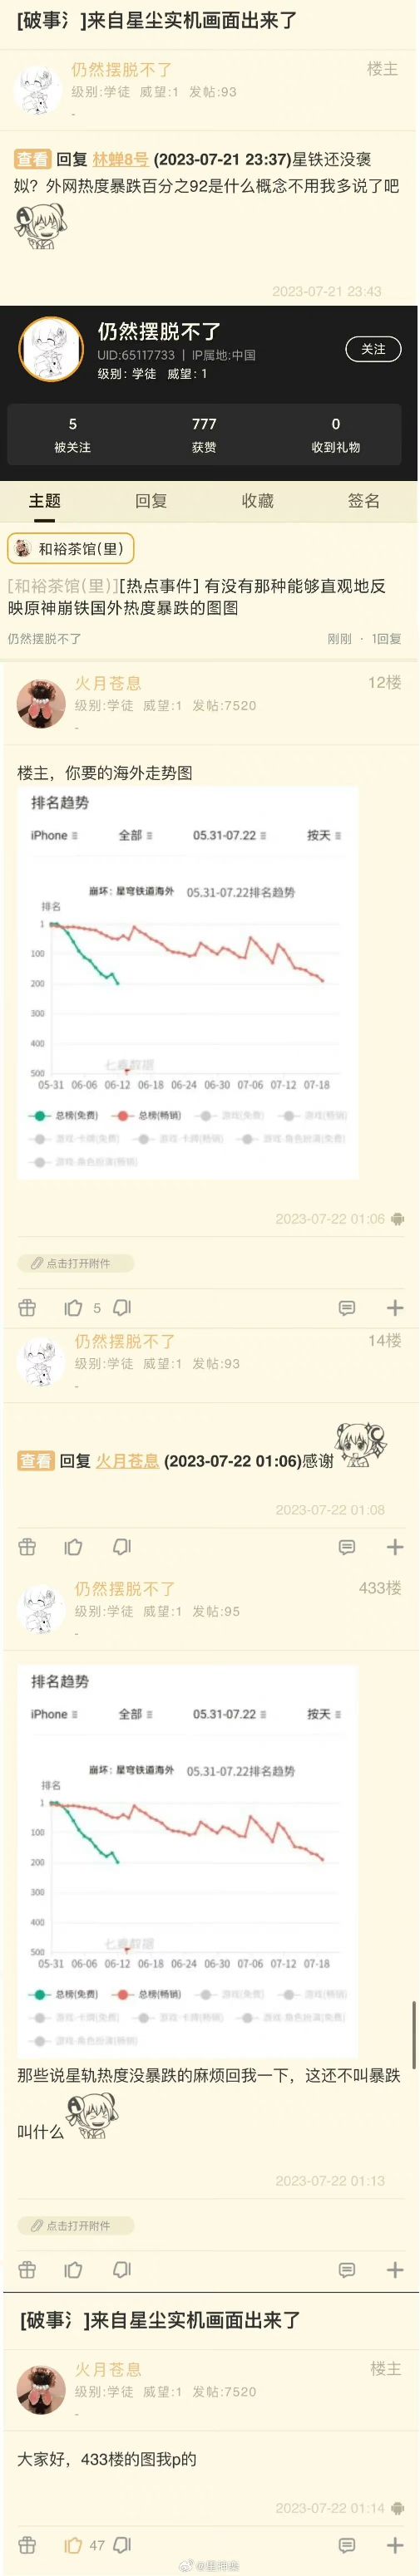 [破事氵]来自星尘实机画面出来了
仍然摆脱不了
楼主
级别:学徒 威望:1 发帖:93
-
查看 回复 林蝉8号 (2023-07-21 23:37)星铁还没褒
姒？外网热度暴跌百分之92是什么概念不用我多说了吧
2023-07-21 23:43
仍然摆脱不了
UID:65117733 | IP属地:中国
级别: 学徒 威望: 1
关注
5 777 0
被关注 获赞 收到礼物
主题 回复 收藏 签名
和裕茶馆(里)
[和裕茶馆(里)][热点事件] 有没有那种能够直观地反
映原神崩铁国外热度暴跌的图图
仍然摆脱不了 刚刚 · 1回复
火月苍息 12楼
级别:学徒 威望:1 发帖:7520
-
楼主，你要的海外走势图
排名趋势
iPhone 全部 05.31-07.22 按天
崩坏：星穹铁道海外 05.31-07.22排名趋势
排名
1
100
200
300
400
500
七麦数据
05-31 06-06 06-12 06-18 06-24 06-30 07-06 07-12 07-18
总榜(免费) 总榜(畅销) 游戏(免费) 游戏(畅销)
游戏-卡牌(免费) 游戏-卡牌(畅销) 游戏-角色扮演(免费)
游戏-角色扮演(畅销)
2023-07-22 01:06
点击打开附件
5
仍然摆脱不了 14楼
级别:学徒 威望:1 发帖:93
-
查看 回复 火月苍息 (2023-07-22 01:06)感谢
2023-07-22 01:08
仍然摆脱不了 433楼
级别:学徒 威望:1 发帖:95
-
排名趋势
iPhone 全部 05.31-07.22 按天
崩坏：星穹铁道海外 05.31-07.22排名趋势
排名
1
100
200
300
400
500
七麦数据
05-31 06-06 06-12 06-18 06-24 06-30 07-06 07-12 07-18
总榜(免费) 总榜(畅销) 游戏(免费) 游戏(畅销)
游戏-卡牌(免费) 游戏-卡牌(畅销) 游戏-角色扮演(免费)
游戏-角色扮演(畅销)
那些说星轨热度没暴跌的麻烦回我一下，这还不叫暴跌
叫什么
2023-07-22 01:13
点击打开附件
[破事氵]来自星尘实机画面出来了
火月苍息 楼主
级别:学徒 威望:1 发帖:7520
-
大家好，433楼的图我p的
2023-07-22 01:14
47